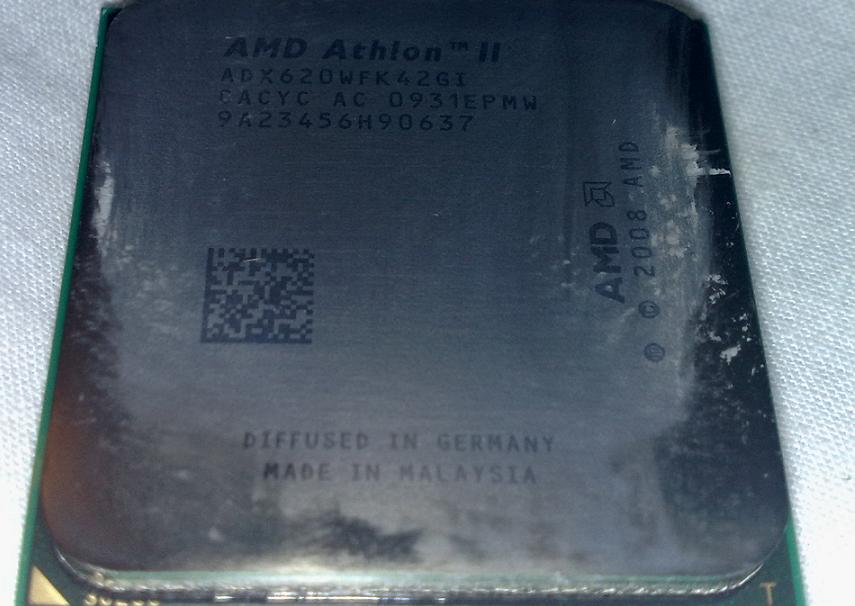 AMD Athlon™ II
ADX620WFK42GI
CACYC AC 0931EPMW
9A23456H90637
AMD
© 2008 AMD
DIFFUSED IN GERMANY
MADE IN MALAYSIA
T